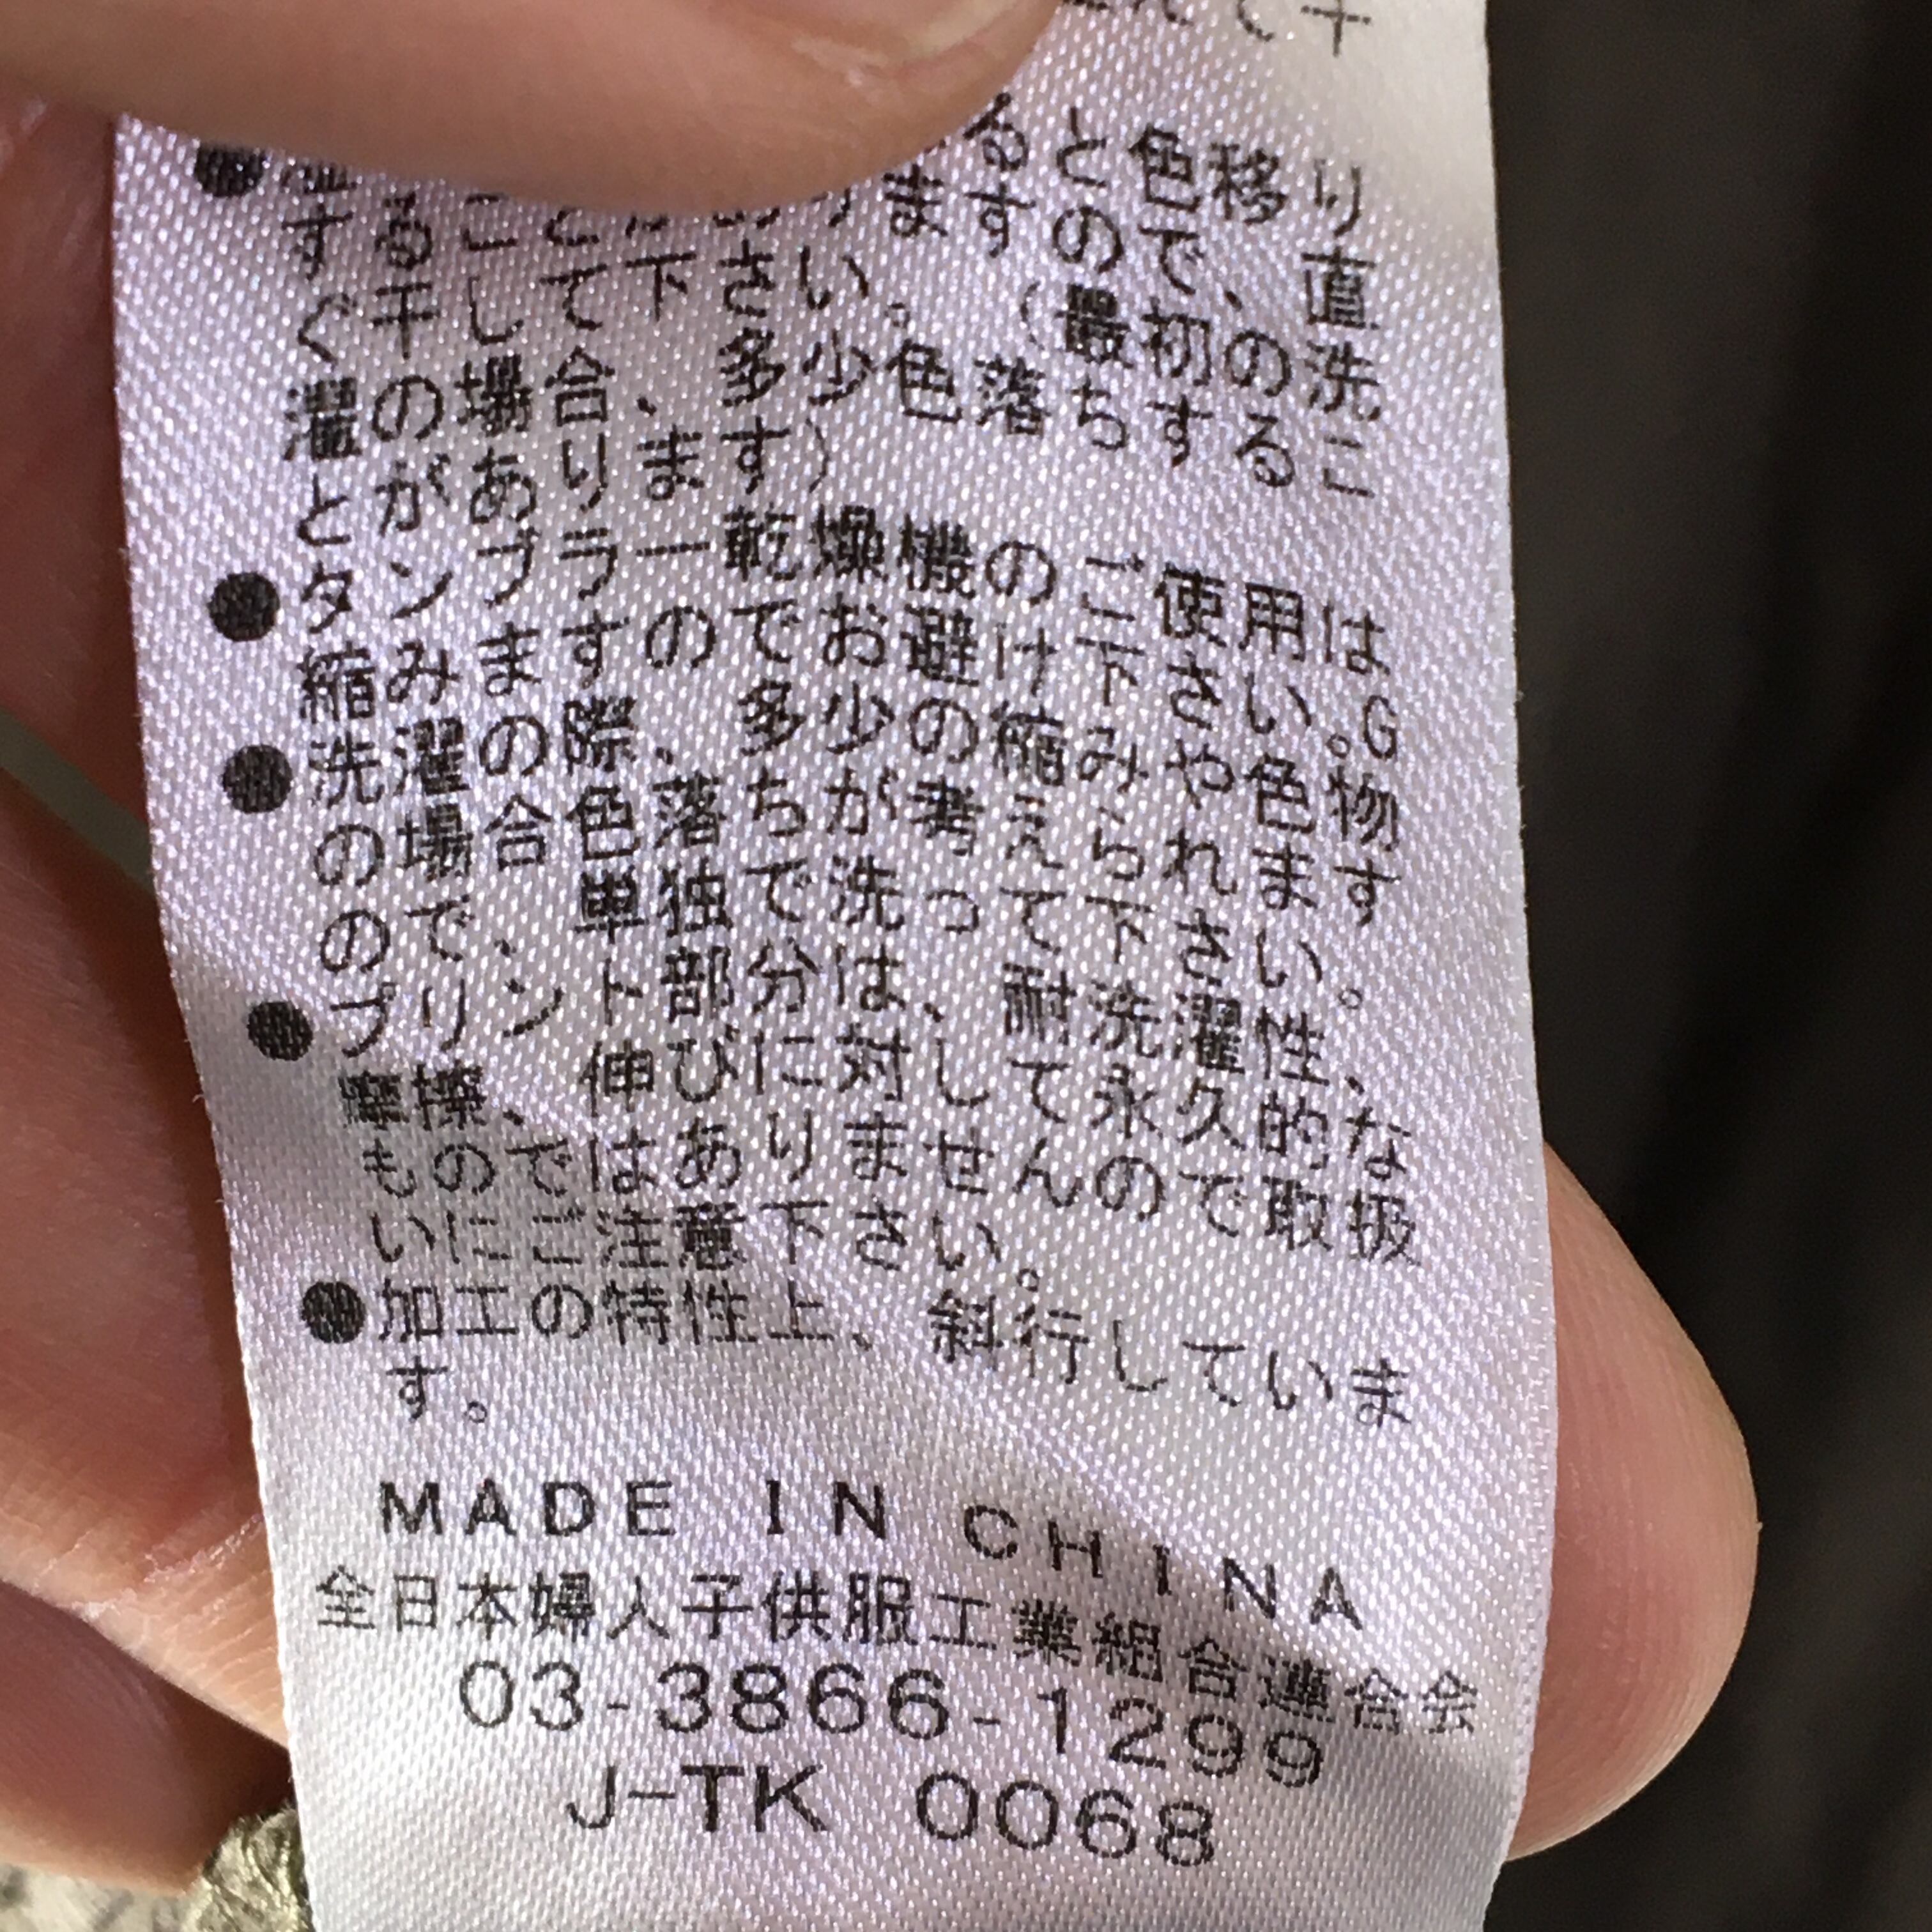 ると色移り
することはありますので、直
ぐ干して下さい。(最初の洗
濯の場合、多少色落ちするこ
とがあります)
●タンブラー乾燥機のご使用は
縮みますのでお避け下さい。G
●洗濯の際、多少の縮みや色物
の場合色落ちが考えられます
ので、単独で洗って下さい。
●プリント部分は、耐洗濯性、
摩擦、伸びに対して永久的な
ものではありませんので取扱
いにご注意下さい。
●加工の特性上、斜行していま
す。
MADE IN CHINA
全日本婦人子供服工業組合連合会
03-3866-1299
J-TK 0068